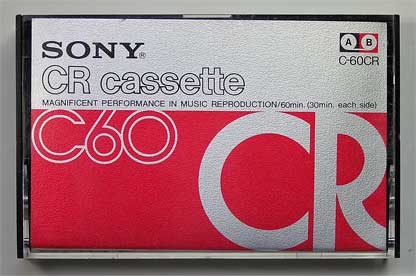 SONY®
A B
CR cassette
C-60CR
MAGNIFICENT PERFORMANCE IN MUSIC REPRODUCTION/60min. (30min. each side)
C60
CR